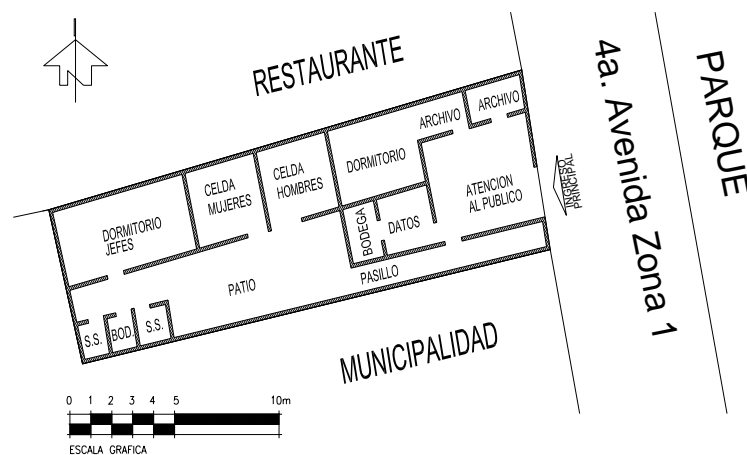 RESTAURANTE
4a. Avenida Zona 1
PARQUE
ARCHIVO
ARCHIVO
DORMITORIO
CELDA
HOMBRES
CELDA
MUJERES
DORMITORIO
JEFES
ATENCION
AL PUBLICO
INGRESO
PRINCIPAL
BODEGA
DATOS
PASILLO
PATIO
S.S.
BOD.
S.S.
MUNICIPALIDAD
0 1 2 3 4 5 10m
ESCALA GRAFICA